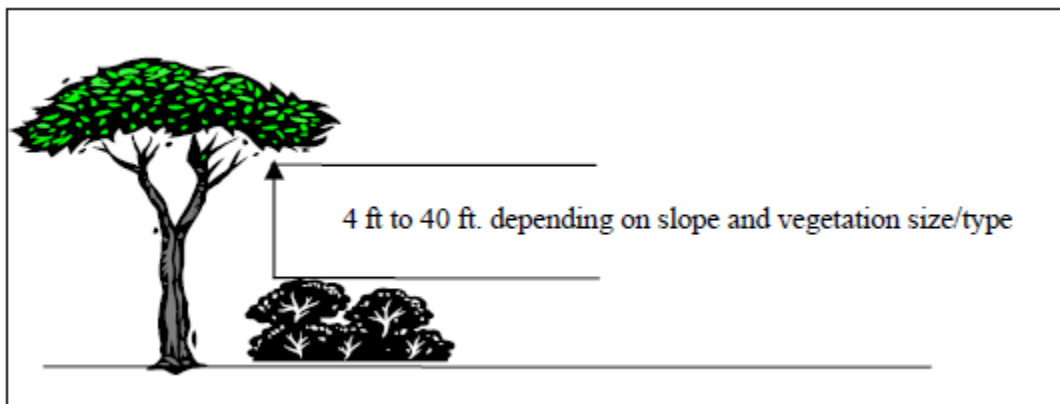 4 ft to 40 ft. depending on slope and vegetation size/type